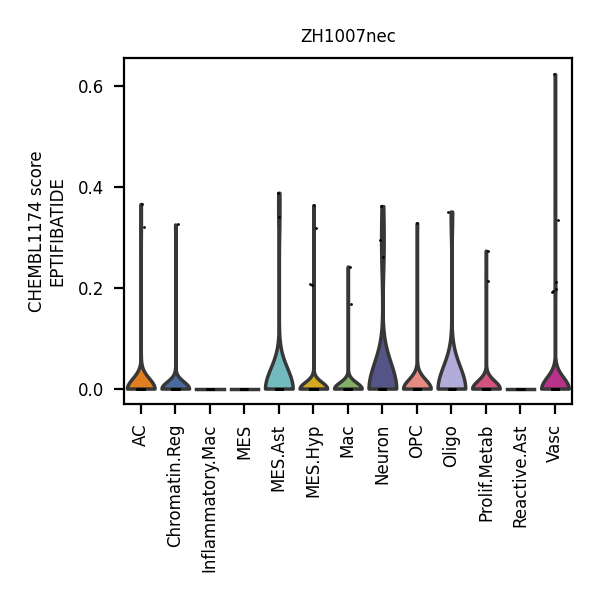 ZH1007nec
CHEMBL1174 score
EPTIFIBATIDE
0.6
0.4
0.2
0.0
AC
Chromatin.Reg
Inflammatory.Mac
MES
MES.Ast
MES.Hyp
Mac
Neuron
OPC
Oligo
Prolif.Metab
Reactive.Ast
Vasc